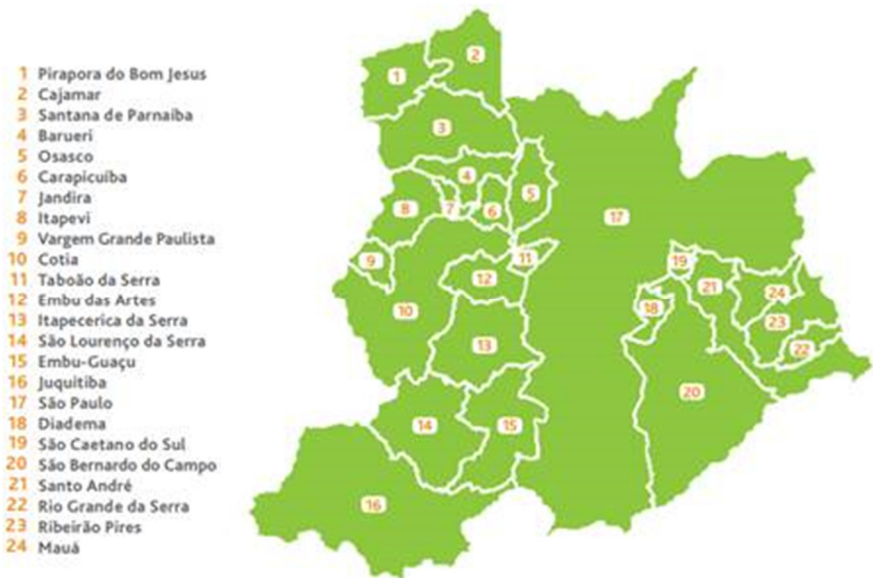 1 Pirapora do Bom Jesus
2 Cajamar
3 Santana de Parnaíba
4 Barueri
5 Osasco
6 Carapicuíba
7 Jandira
8 Itapevi
9 Vargem Grande Paulista
10 Cotia
11 Taboão da Serra
12 Embu das Artes
13 Itapecerica da Serra
14 São Lourenço da Serra
15 Embu-Guaçu
16 Juquitiba
17 São Paulo
18 Diadema
19 São Caetano do Sul
20 São Bernardo do Campo
21 Santo André
22 Rio Grande da Serra
23 Ribeirão Pires
24 Mauá
2
1
3
4
5
7
6
8
17
11
9
19
12
21
24
10
18
23
13
22
20
14
15
16